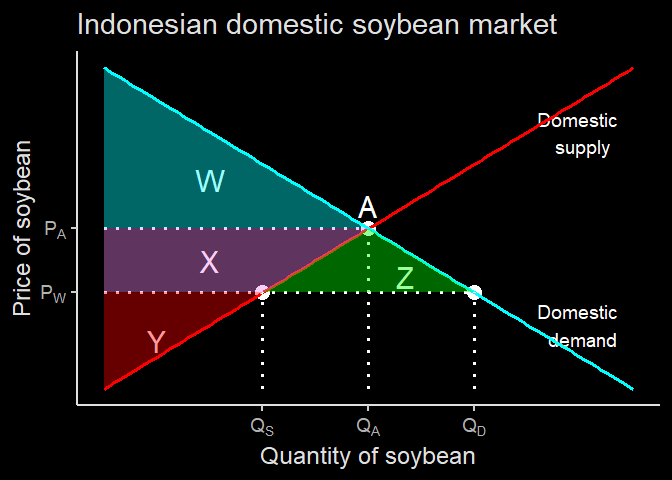 Indonesian domestic soybean market
Price of soybean
Domestic
supply
W
A
P_A
X
Z
P_W
Domestic
demand
Y
Q_S Q_A Q_D
Quantity of soybean